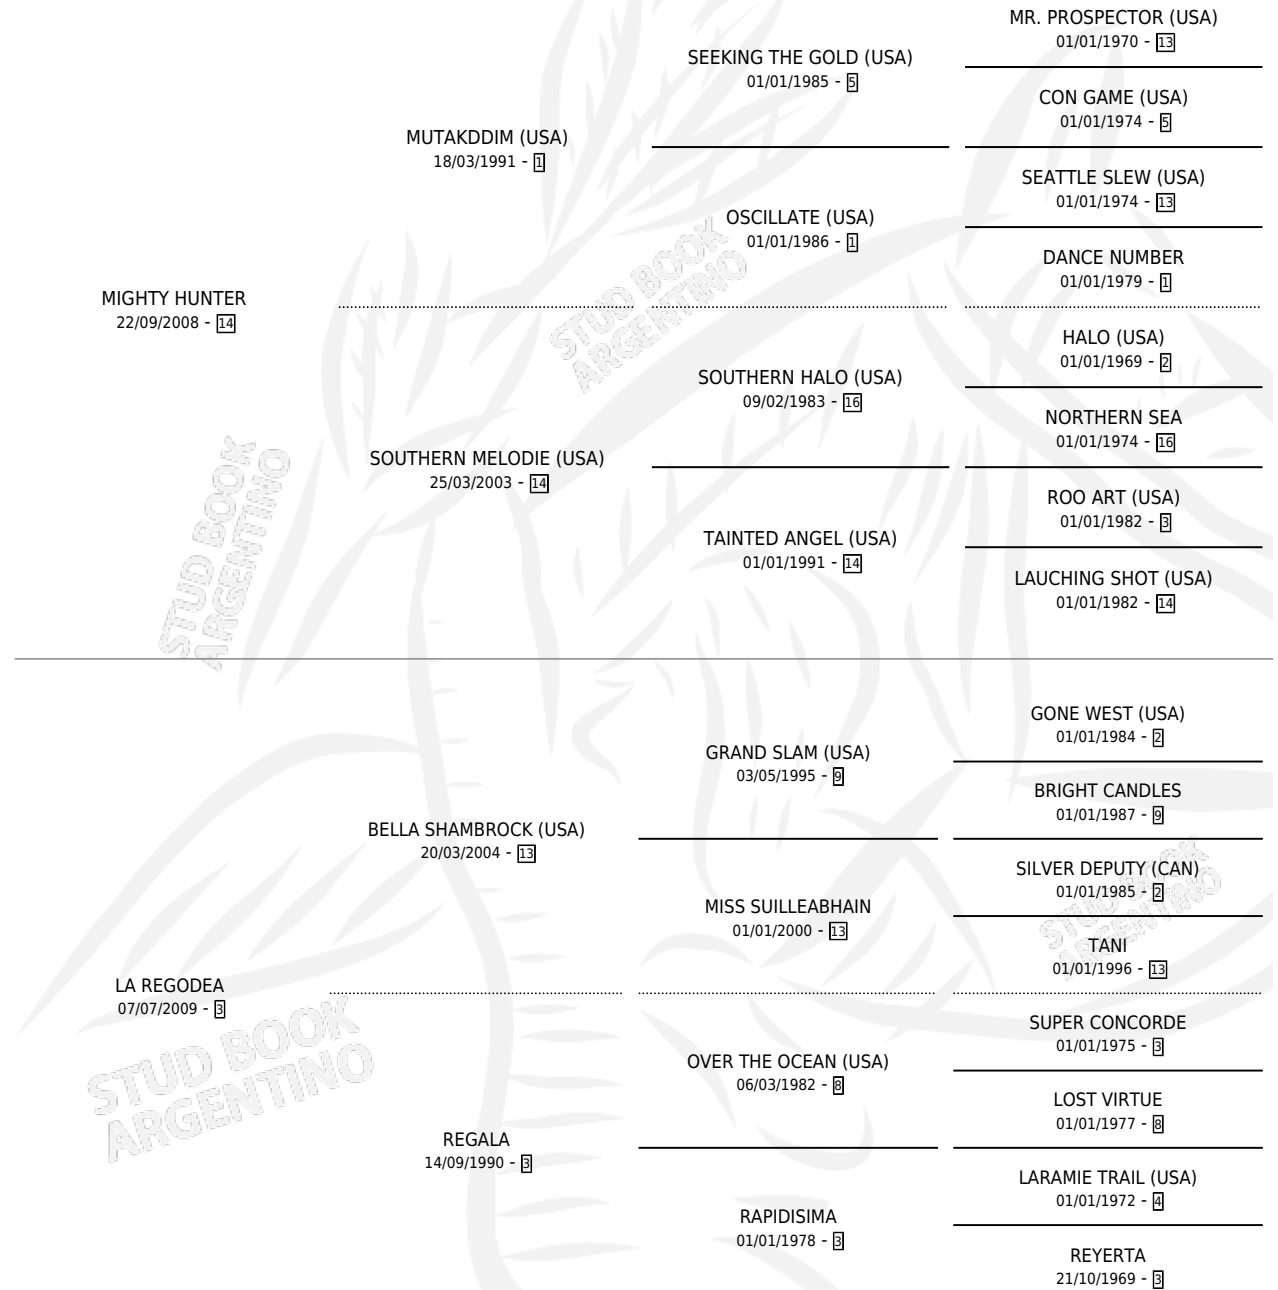 MR. PROSPECTOR (USA)
01/01/1970 - 13
SEEKING THE GOLD (USA)
01/01/1985 - 5
CON GAME (USA)
01/01/1974 - 5
MUTAKDDIM (USA)
18/03/1991 - 1
SEATTLE SLEW (USA)
01/01/1974 - 13
OSCILLATE (USA)
01/01/1986 - 1
DANCE NUMBER
01/01/1979 - 1
MIGHTY HUNTER
22/09/2008 - 14
STUD BOOK
ARGENTINO
HALO (USA)
01/01/1969 - 2
SOUTHERN HALO (USA)
09/02/1983 - 16
NORTHERN SEA
01/01/1974 - 16
SOUTHERN MELODIE (USA)
25/03/2003 - 14
ROO ART (USA)
01/01/1982 - 3
TAINTED ANGEL (USA)
01/01/1991 - 14
LAUCHING SHOT (USA)
01/01/1982 - 14
STUD BOOK
ARGENTINO
GONE WEST (USA)
01/01/1984 - 2
GRAND SLAM (USA)
03/05/1995 - 9
BRIGHT CANDLES
01/01/1987 - 9
BELLA SHAMBROCK (USA)
20/03/2004 - 13
SILVER DEPUTY (CAN)
01/01/1985 - 2
MISS SUILLEABHAIN
01/01/2000 - 13
STUD BOOK
ARGENTINO
TANI
01/01/1996 - 13
LA REGODEA
07/07/2009 - 3
STUD BOOK
ARGENTINO
SUPER CONCORDE
01/01/1975 - 3
OVER THE OCEAN (USA)
06/03/1982 - 8
LOST VIRTUE
01/01/1977 - 8
REGALA
14/09/1990 - 3
LARAMIE TRAIL (USA)
01/01/1972 - 4
RAPIDISIMA
01/01/1978 - 3
REYERTA
21/10/1969 - 3